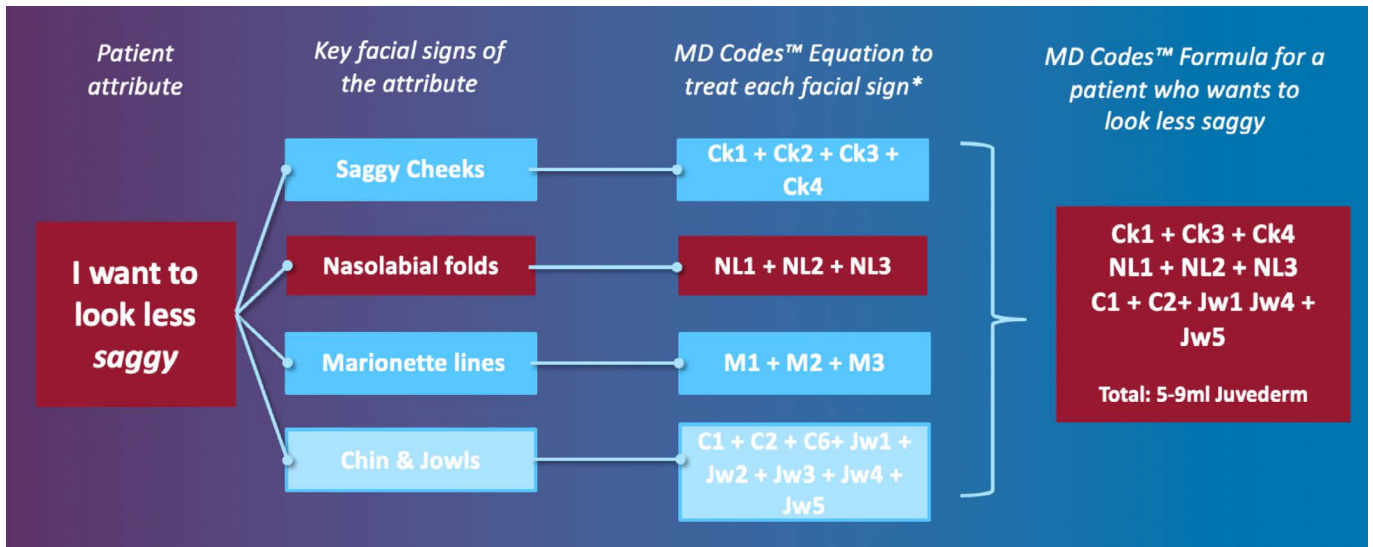 Patient
attribute
Key facial signs of
the attribute
MD Codes™ Equation to
treat each facial sign*
MD Codes™ Formula for a
patient who wants to
look less saggy
I want to
look less
saggy
Saggy Cheeks
Ck1 + Ck2 + Ck3 +
Ck4
Nasolabial folds
NL1 + NL2 + NL3
Marionette lines
M1 + M2 + M3
Chin & Jowls
C1 + C2 + C6+ Jw1 +
Jw2 + Jw3 + Jw4 +
Jw5
Ck1 + Ck3 + Ck4
NL1 + NL2 + NL3
C1 + C2+ Jw1 Jw4 +
Jw5
Total: 5-9ml Juvederm